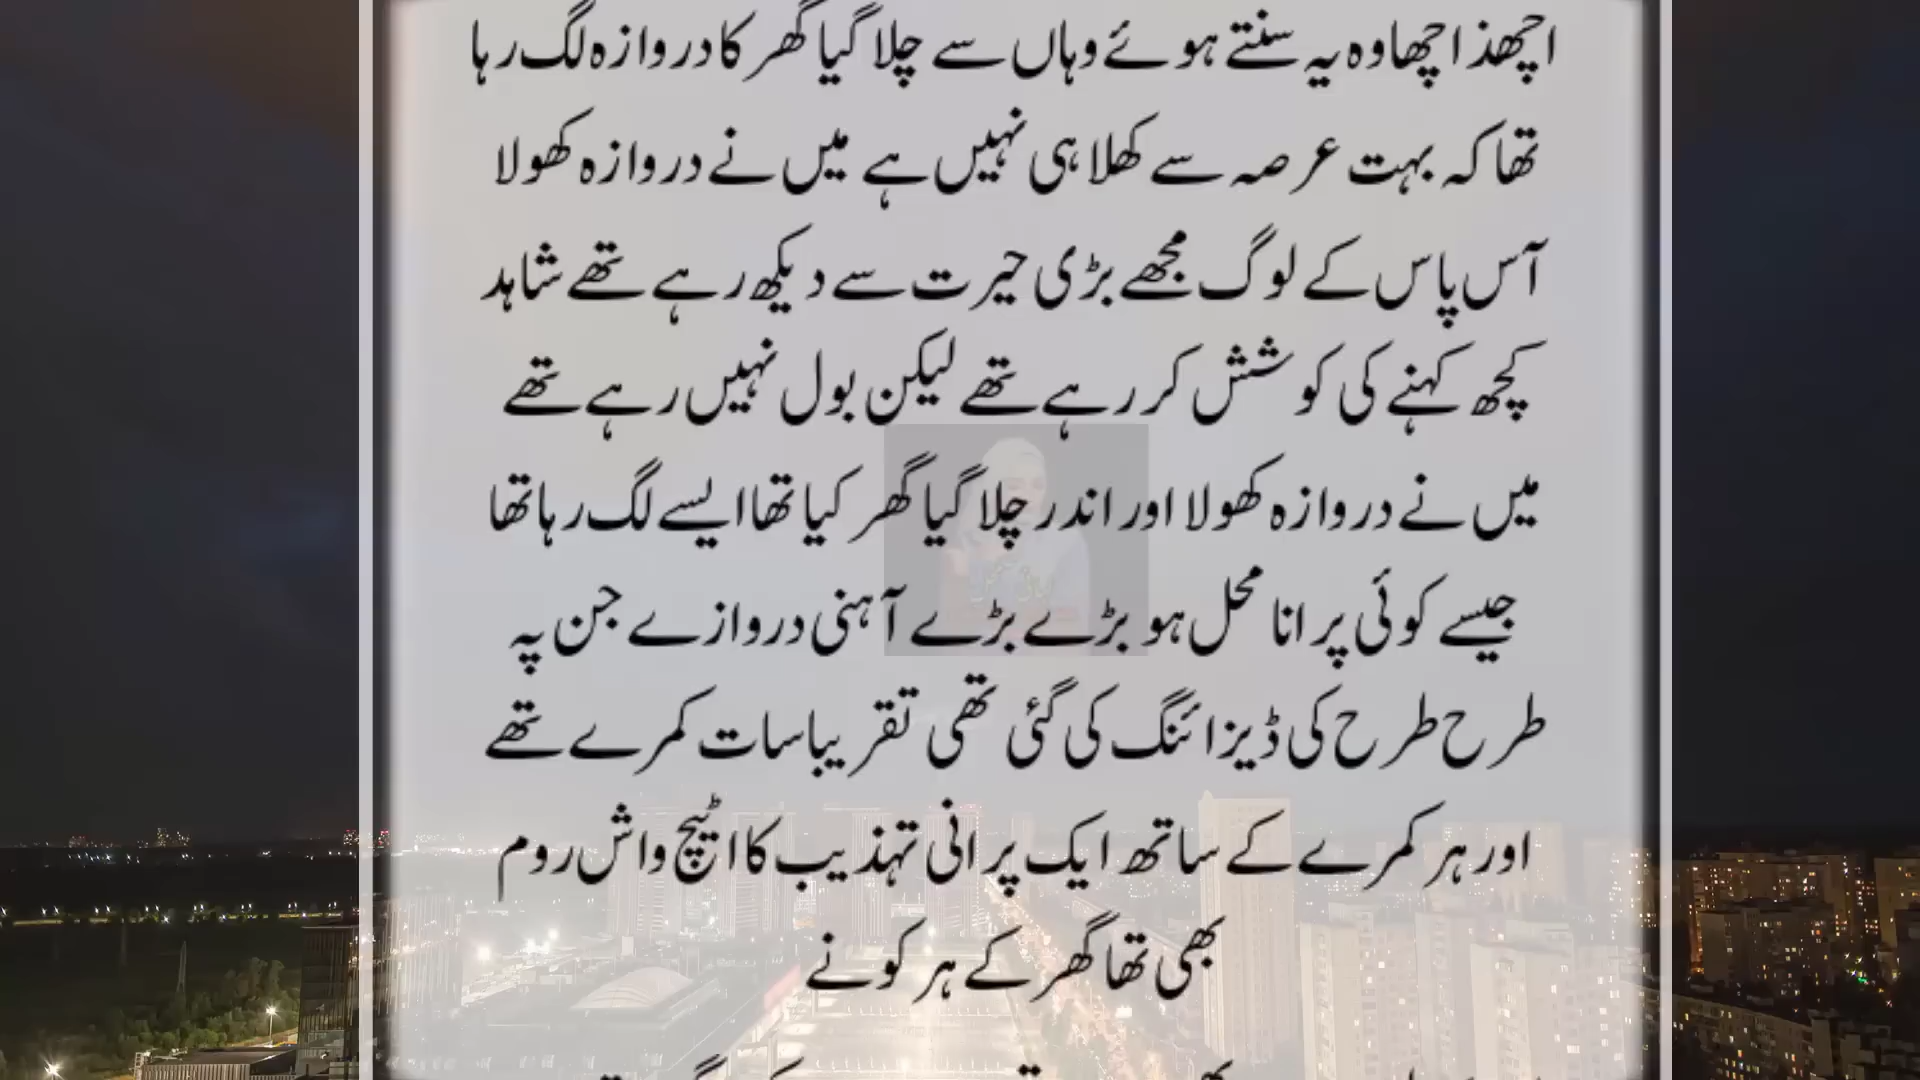 اچھذاچھا وہ یہ سنتے ہوئے وہاں سے چلا گیا گھر کا دروازہ لگ رہا
تھا کہ بہت عرصہ سے کھلا ہی نہیں ہے میں نے دروازہ کھولا
آس پاس کے لوگ مجھے بڑی حیرت سے دیکھ رہے تھے شاہد
کچھ کہنے کی کوشش کر رہے تھے لیکن بول نہیں رہے تھے
میں نے دروازہ کھولا اور اندر چلا گیا گھر کیا تھا ایسے لگ رہا تھا
جیسے کوئی پرانا محل ہو بڑے بڑے آہنی دروازے جن پہ
طرح طرح کی ڈیزائنگ کی گئی تھی تقریبا سات کمرے تھے
اور ہر کمرے کے ساتھ ایک پرانی تہذیب کا اٹیچ واش روم
بھی تھا گھر کے ہر کونے